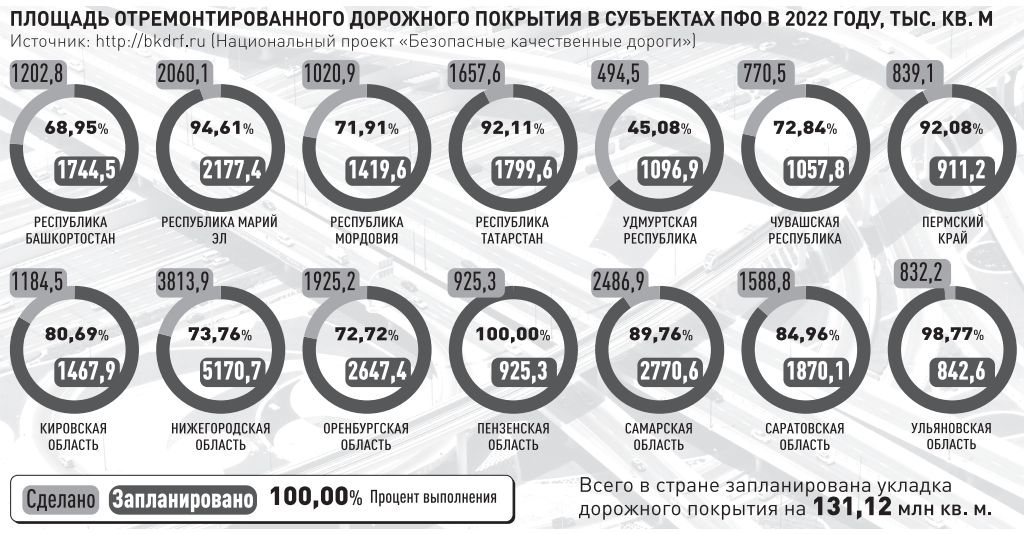 ПЛОЩАДЬ ОТРЕМОНТИРОВАННОГО ДОРОЖНОГО ПОКРЫТИЯ В СУБЪЕКТАХ ПФО В 2022 ГОДУ, ТЫС. КВ. М
Источник: http://bkdrf.ru (Национальный проект «Безопасные качественные дороги»)
1202,8
68,95%
1744,5
РЕСПУБЛИКА
БАШКОРТОСТАН
2060,1
94,61%
2177,4
РЕСПУБЛИКА МАРИЙ
ЭЛ
1020,9
71,91%
1419,6
РЕСПУБЛИКА
МОРДОВИЯ
1657,6
92,11%
1799,6
РЕСПУБЛИКА
ТАТАРСТАН
494,5
45,08%
1096,9
УДМУРТСКАЯ
РЕСПУБЛИКА
770,5
72,84%
1057,8
ЧУВАШСКАЯ
РЕСПУБЛИКА
839,1
92,08%
911,2
ПЕРМСКИЙ
КРАЙ
1184,5
80,69%
1467,9
КИРОВСКАЯ
ОБЛАСТЬ
3813,9
73,76%
5170,7
НИЖЕГОРОДСКАЯ
ОБЛАСТЬ
1925,2
72,72%
2647,4
ОРЕНБУРГСКАЯ
ОБЛАСТЬ
925,3
100,00%
925,3
ПЕНЗЕНСКАЯ
ОБЛАСТЬ
2486,9
89,76%
2770,6
САМАРСКАЯ
ОБЛАСТЬ
1588,8
84,96%
1870,1
САРАТОВСКАЯ
ОБЛАСТЬ
832,2
98,77%
842,6
УЛЬЯНОВСКАЯ
ОБЛАСТЬ
Сделано Запланировано 100,00% Процент выполнения
Всего в стране запланирована укладка
дорожного покрытия на 131,12 млн кв. м.